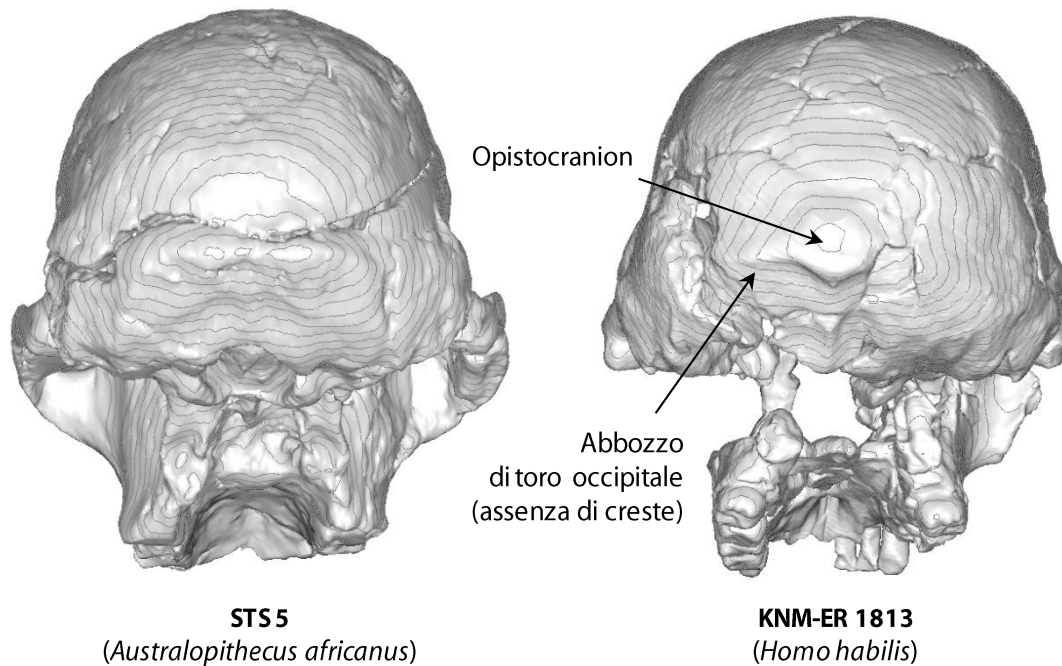 Opistocranion
Abbozzo
di toro occipitale
(assenza di creste)
STS 5
(Australopithecus africanus)
KNM-ER 1813
(Homo habilis)